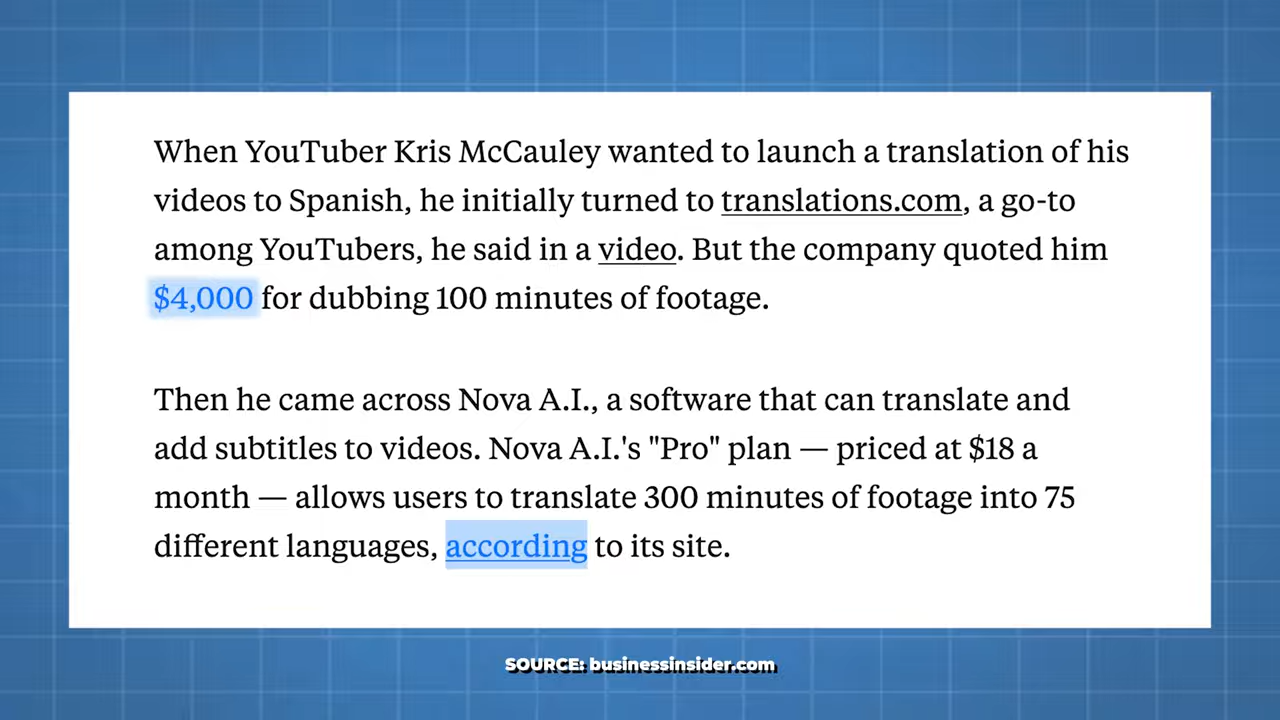 When YouTuber Kris McCauley wanted to launch a translation of his
videos to Spanish, he initially turned to translations.com, a go-to
among YouTubers, he said in a video. But the company quoted him
$4,000 for dubbing 100 minutes of footage.
Then he came across Nova A.I., a software that can translate and
add subtitles to videos. Nova A.I.'s "Pro" plan — priced at $18 a
month — allows users to translate 300 minutes of footage into 75
different languages, according to its site.
SOURCE: businessinsider.com